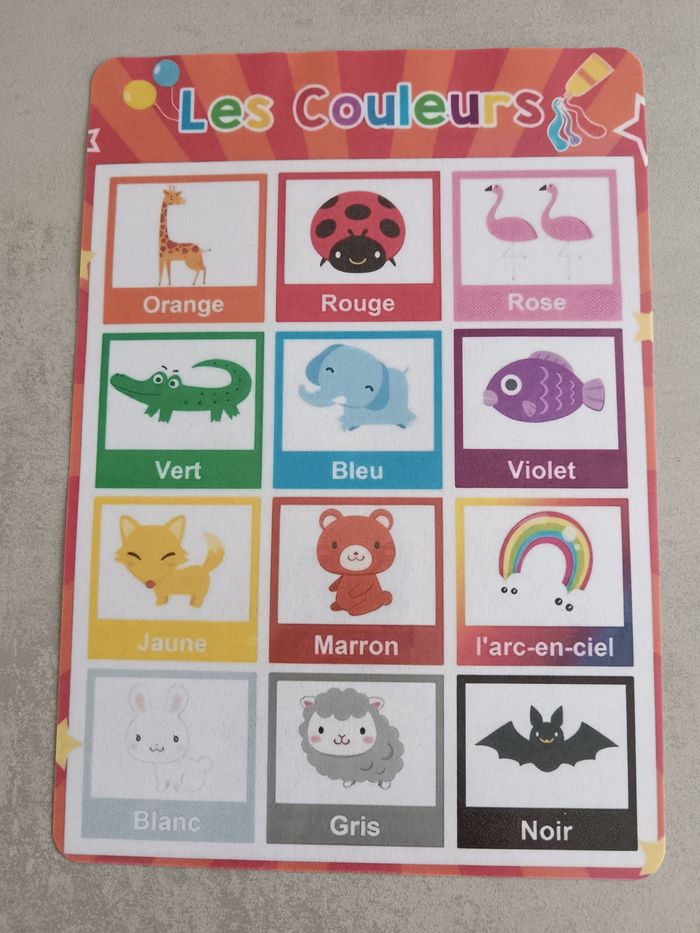 Les Couleurs
Orange
Rouge
Rose
Vert
Bleu
Violet
Jaune
Marron
l'arc-en-ciel
Blanc
Gris
Noir